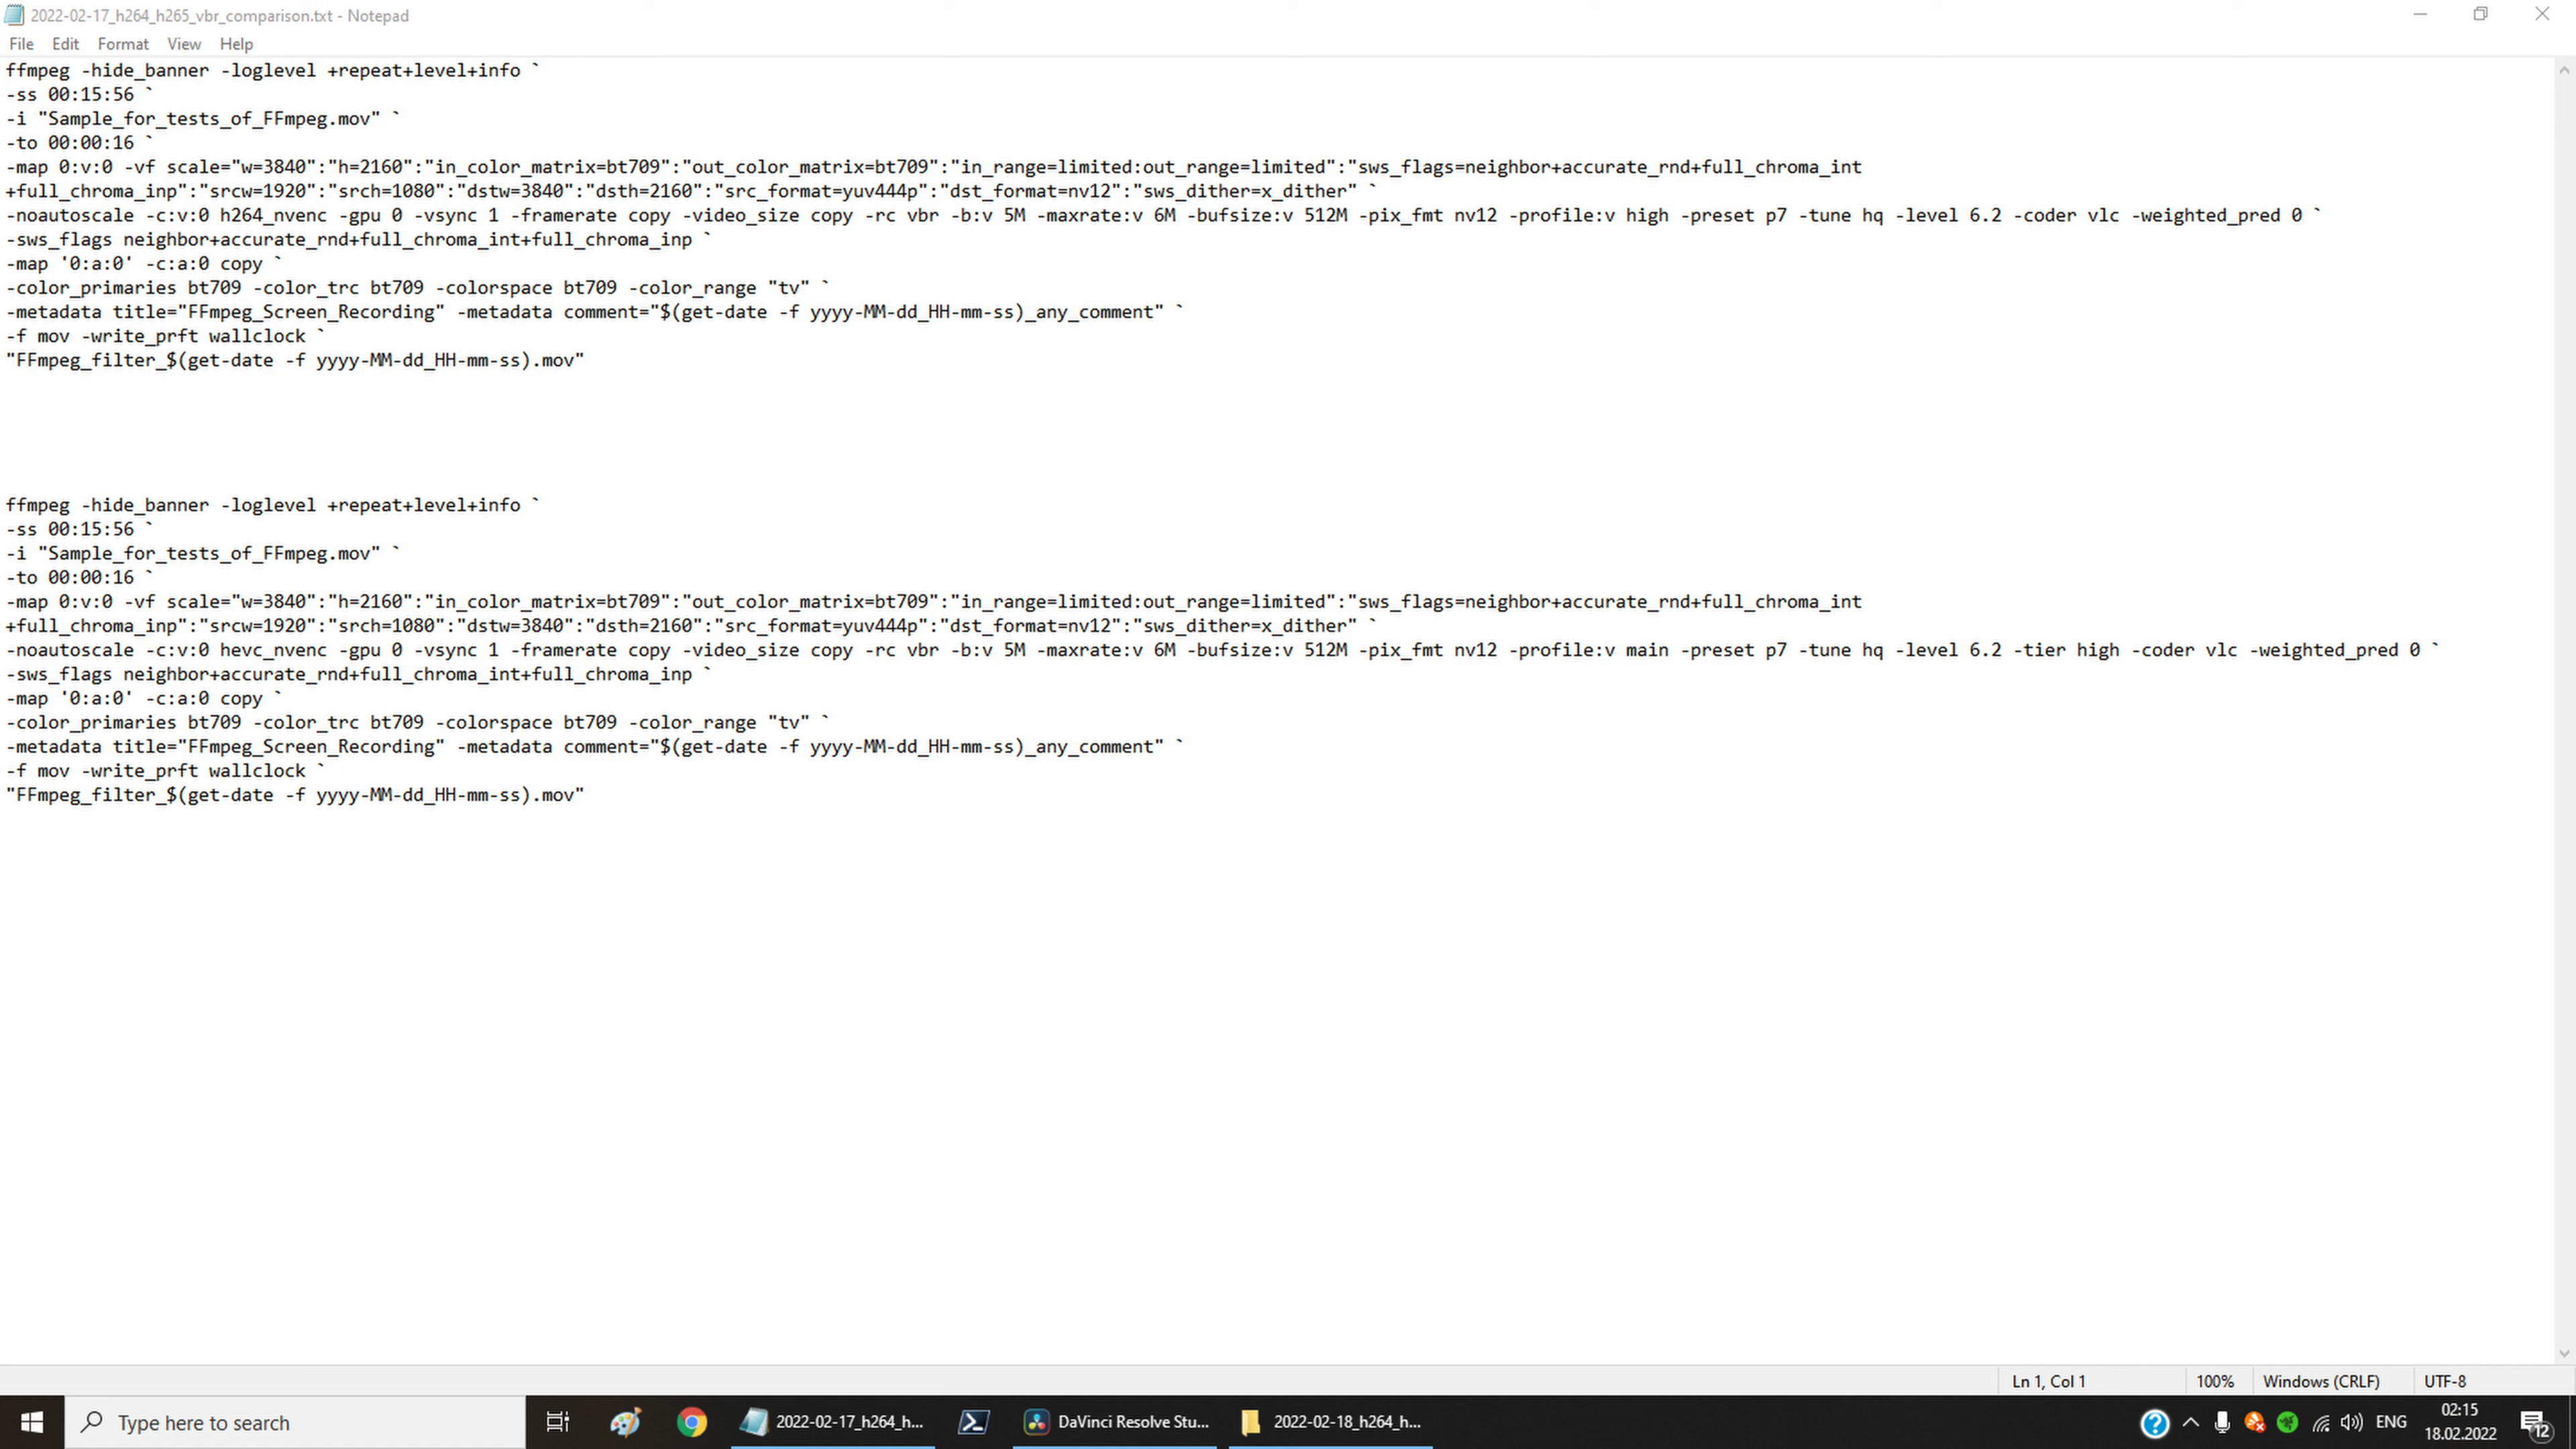 2022-02-17_h264_h265_vbr_comparison.txt - Notepad
File Edit Format View Help
ffmpeg -hide_banner -loglevel +repeat+level+info `
-ss 00:15:56 `
-i "Sample_for_tests_of_FFmpeg.mov" `
-to 00:00:16 `
-map 0:v:0 -vf scale="w=3840":"h=2160":"in_color_matrix=bt709":"out_color_matrix=bt709":"in_range=limited:out_range=limited":"sws_flags=neighbor+accurate_rnd+full_chroma_int
+full_chroma_inp":"srcw=1920":"srch=1080":"dstw=3840":"dsth=2160":"src_format=yuv444p":"dst_format=nv12":"sws_dither=x_dither" `
-noautoscale -c:v:0 h264_nvenc -gpu 0 -vsync 1 -framerate copy -video_size copy -rc vbr -b:v 5M -maxrate:v 6M -bufsize:v 512M -pix_fmt nv12 -profile:v high -preset p7 -tune hq -level 6.2 -coder vlc -weighted_pred 0 `
-sws_flags neighbor+accurate_rnd+full_chroma_int+full_chroma_inp `
-map '0:a:0' -c:a:0 copy `
-color_primaries bt709 -color_trc bt709 -colorspace bt709 -color_range "tv" `
-metadata title="FFmpeg_Screen_Recording" -metadata comment="$(get-date -f yyyy-MM-dd_HH-mm-ss)_any_comment" `
-f mov -write_prft wallclock `
"FFmpeg_filter_$(get-date -f yyyy-MM-dd_HH-mm-ss).mov"
ffmpeg -hide_banner -loglevel +repeat+level+info `
-ss 00:15:56 `
-i "Sample_for_tests_of_FFmpeg.mov" `
-to 00:00:16 `
-map 0:v:0 -vf scale="w=3840":"h=2160":"in_color_matrix=bt709":"out_color_matrix=bt709":"in_range=limited:out_range=limited":"sws_flags=neighbor+accurate_rnd+full_chroma_int
+full_chroma_inp":"srcw=1920":"srch=1080":"dstw=3840":"dsth=2160":"src_format=yuv444p":"dst_format=nv12":"sws_dither=x_dither" `
-noautoscale -c:v:0 hevc_nvenc -gpu 0 -vsync 1 -framerate copy -video_size copy -rc vbr -b:v 5M -maxrate:v 6M -bufsize:v 512M -pix_fmt nv12 -profile:v main -preset p7 -tune hq -level 6.2 -tier high -coder vlc -weighted_pred 0 `
-sws_flags neighbor+accurate_rnd+full_chroma_int+full_chroma_inp `
-map '0:a:0' -c:a:0 copy `
-color_primaries bt709 -color_trc bt709 -colorspace bt709 -color_range "tv" `
-metadata title="FFmpeg_Screen_Recording" -metadata comment="$(get-date -f yyyy-MM-dd_HH-mm-ss)_any_comment" `
-f mov -write_prft wallclock `
"FFmpeg_filter_$(get-date -f yyyy-MM-dd_HH-mm-ss).mov"
Ln 1, Col 1 100% Windows (CRLF) UTF-8
Type here to search 2022-02-17_h264_h... DaVinci Resolve Stu... 2022-02-18_h264_h... ENG 02:15
18.02.2022 12